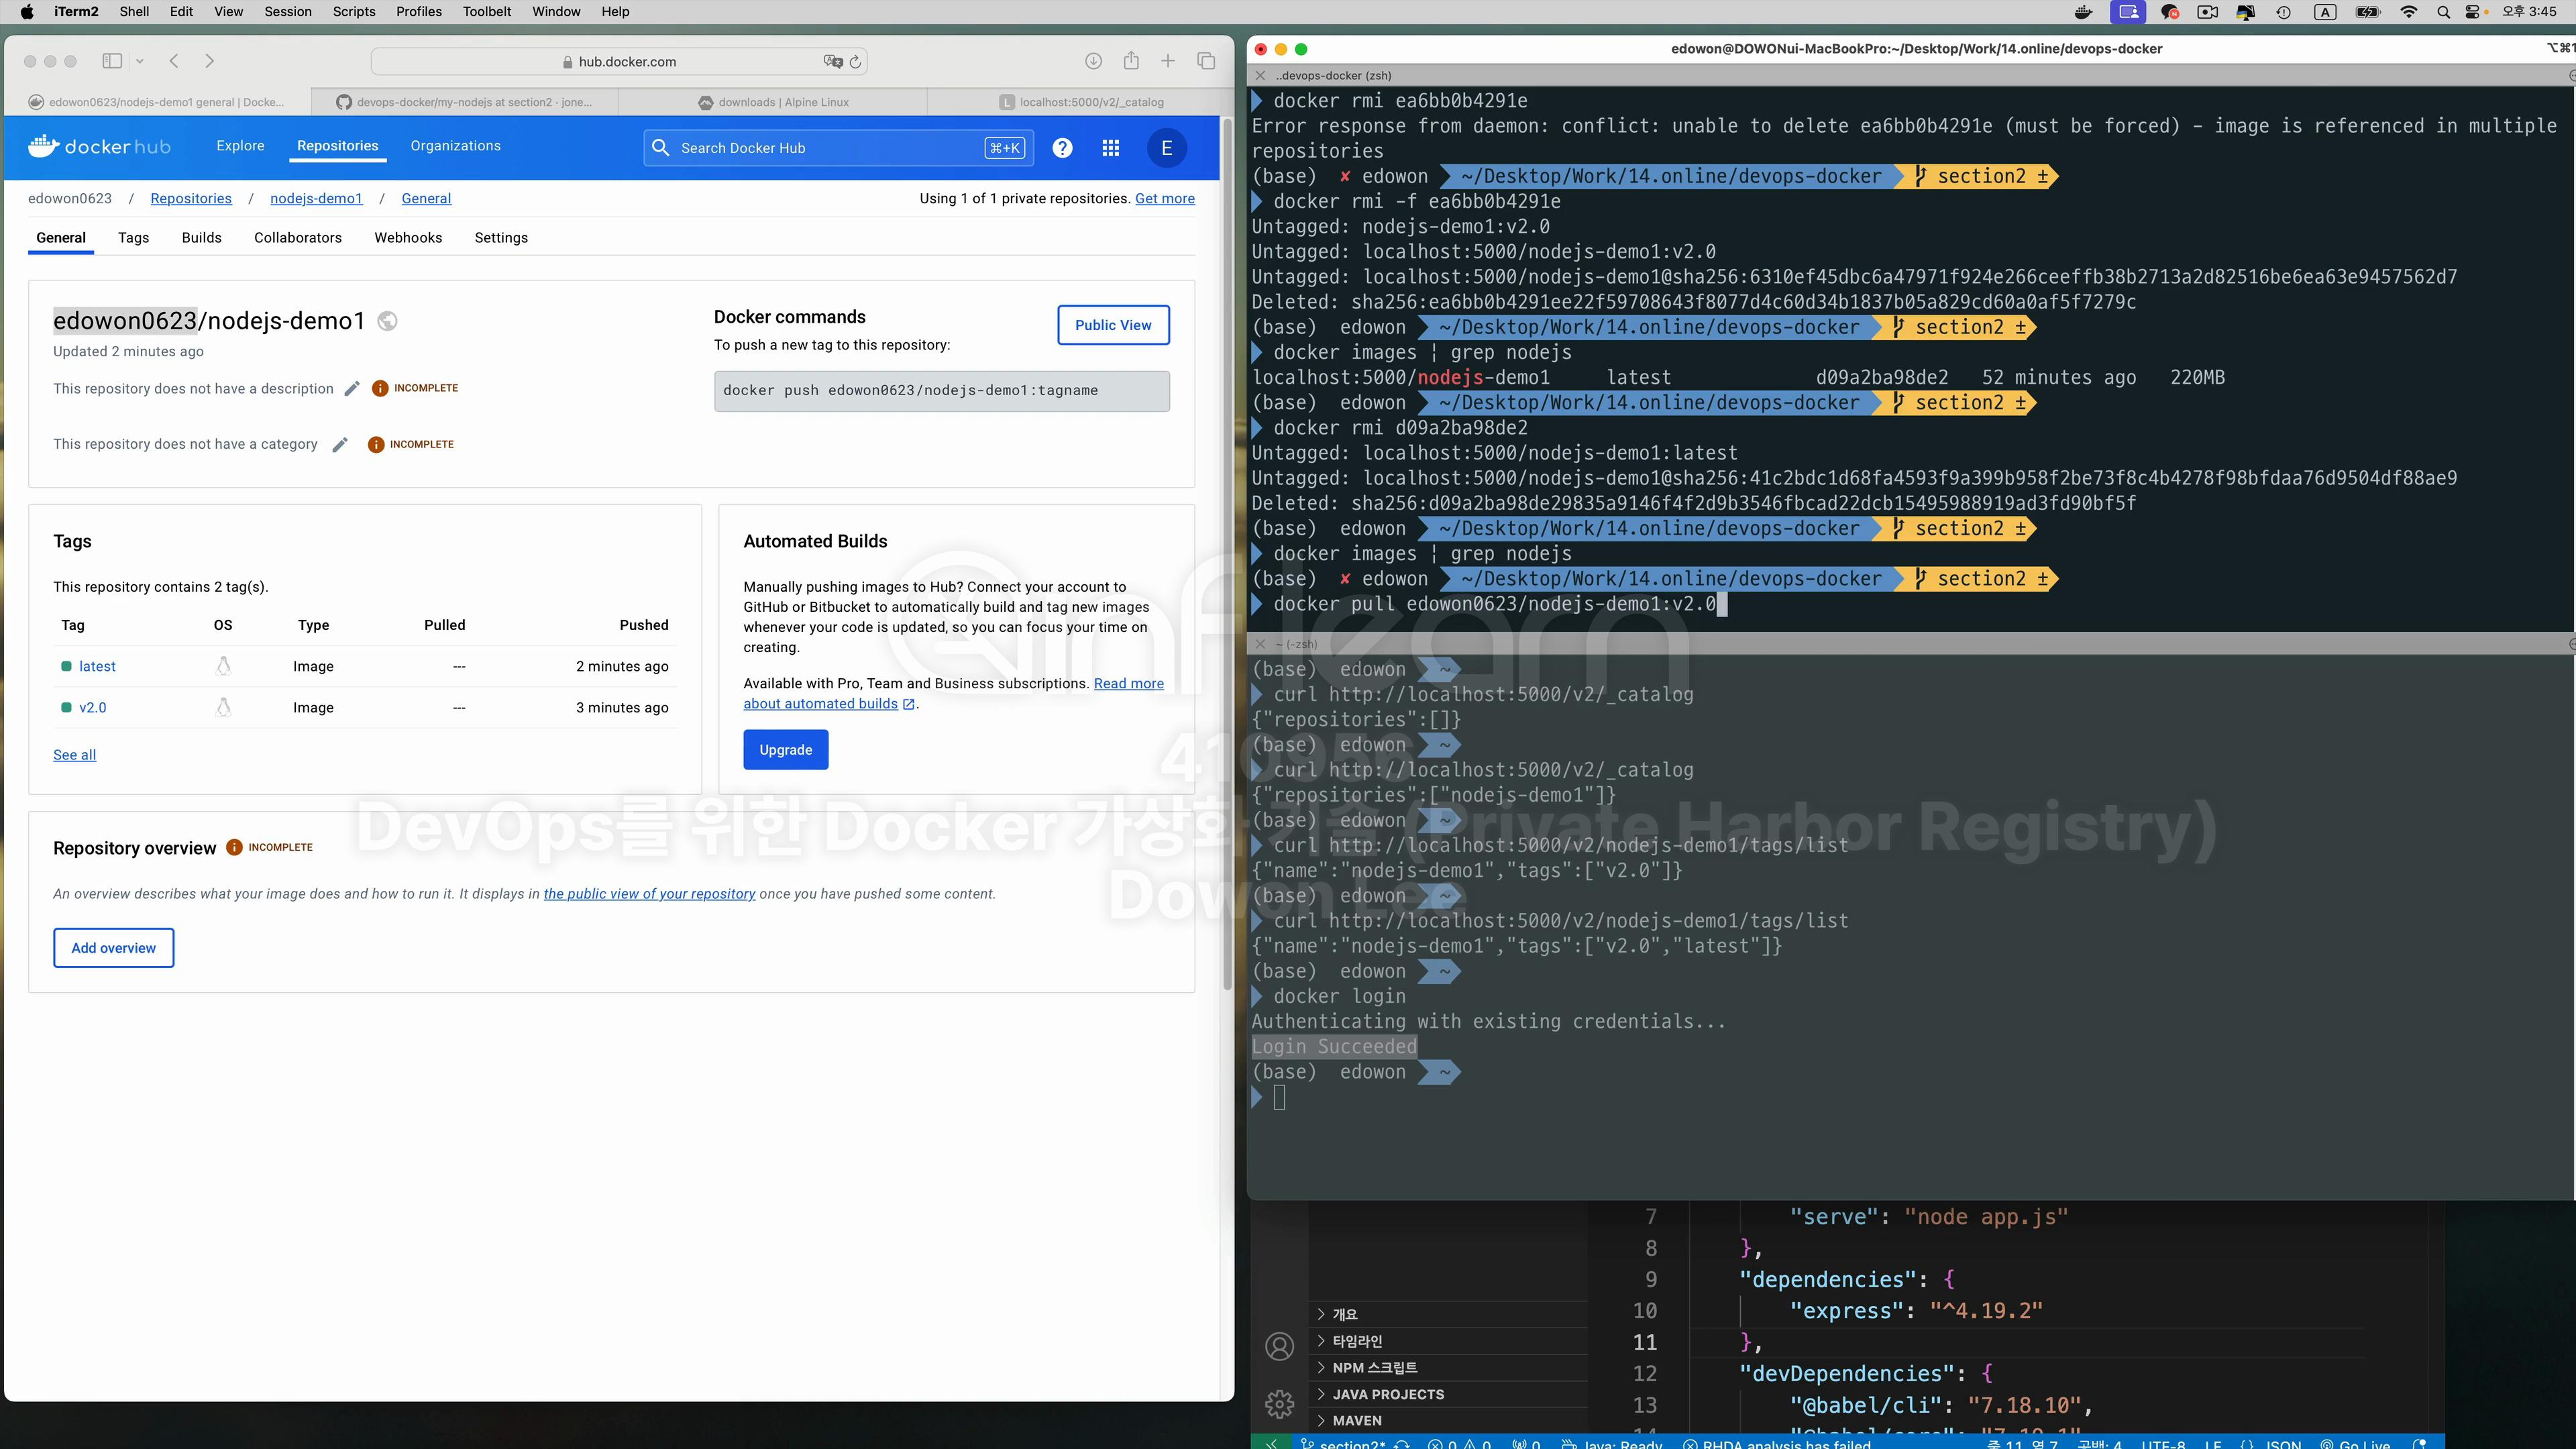 iTerm2 Shell Edit View Session Scripts Profiles Toolbelt Window Help
A 오후 3:45
hub.docker.com
edowon0623/nodejs-demo1 general | Docke...
devops-docker/my-nodejs at section2 · jone...
downloads | Alpine Linux
L localhost:5000/v2/_catalog
dockerhub Explore Repositories Organizations
Search Docker Hub ⌘+K ? E
edowon0623 / Repositories / nodejs-demo1 / General
Using 1 of 1 private repositories. Get more
General Tags Builds Collaborators Webhooks Settings
edowon0623/nodejs-demo1
Updated 2 minutes ago
This repository does not have a description INCOMPLETE
This repository does not have a category INCOMPLETE
Docker commands
Public View
To push a new tag to this repository:
docker push edowon0623/nodejs-demo1:tagname
Tags
This repository contains 2 tag(s).
Tag OS Type Pulled Pushed
latest Image --- 2 minutes ago
v2.0 Image --- 3 minutes ago
See all
Automated Builds
Manually pushing images to Hub? Connect your account to
GitHub or Bitbucket to automatically build and tag new images
whenever your code is updated, so you can focus your time on
creating.
Available with Pro, Team and Business subscriptions. Read more
about automated builds.
Upgrade
Repository overview INCOMPLETE
An overview describes what your image does and how to run it. It displays in the public view of your repository once you have pushed some content.
Add overview
edowon@DOWONui-MacBookPro:~/Desktop/Work/14.online/devops-docker ⌥⌘1
..devops-docker (zsh)
docker rmi ea6bb0b4291e
Error response from daemon: conflict: unable to delete ea6bb0b4291e (must be forced) - image is referenced in multiple
repositories
(base) ✘ edowon ~/Desktop/Work/14.online/devops-docker section2 ±
docker rmi -f ea6bb0b4291e
Untagged: nodejs-demo1:v2.0
Untagged: localhost:5000/nodejs-demo1:v2.0
Untagged: localhost:5000/nodejs-demo1@sha256:6310ef45dbc6a47971f924e266ceeffb38b2713a2d82516be6ea63e9457562d7
Deleted: sha256:ea6bb0b4291ee22f59708643f8077d4c60d34b1837b05a829cd60a0af5f7279c
(base) edowon ~/Desktop/Work/14.online/devops-docker section2 ±
docker images ¦ grep nodejs
localhost:5000/nodejs-demo1 latest d09a2ba98de2 52 minutes ago 220MB
(base) edowon ~/Desktop/Work/14.online/devops-docker section2 ±
docker rmi d09a2ba98de2
Untagged: localhost:5000/nodejs-demo1:latest
Untagged: localhost:5000/nodejs-demo1@sha256:41c2bdc1d68fa4593f9a399b958f2be73f8c4b4278f98bfdaa76d9504df88ae9
Deleted: sha256:d09a2ba98de29835a9146f4f2d9b3546fbcad22dcb15495988919ad3fd90bf5f
(base) edowon ~/Desktop/Work/14.online/devops-docker section2 ±
docker images ¦ grep nodejs
(base) ✘ edowon ~/Desktop/Work/14.online/devops-docker section2 ±
docker pull edowon0623/nodejs-demo1:v2.0
~ (-zsh)
(base) edowon ~
curl http://localhost:5000/v2/_catalog
{"repositories":[]}
(base) edowon ~
curl http://localhost:5000/v2/_catalog
{"repositories":["nodejs-demo1"]}
(base) edowon ~
curl http://localhost:5000/v2/nodejs-demo1/tags/list
{"name":"nodejs-demo1","tags":["v2.0"]}
(base) edowon ~
curl http://localhost:5000/v2/nodejs-demo1/tags/list
{"name":"nodejs-demo1","tags":["v2.0","latest"]}
(base) edowon ~
docker login
Authenticating with existing credentials...
Login Succeeded
(base) edowon ~
inflearn
410956
DevOps를 위한 Docker 가상화 기술(Private Harbor Registry)
Dowon Lee
개요
타임라인
NPM 스크립트
JAVA PROJECTS
MAVEN
7 "serve": "node app.js"
8 },
9 "dependencies": {
10 "express": "^4.19.2"
11 },
12 "devDependencies": {
13 "@babel/cli": "7.18.10",
section2* 0 0 0 Java: Ready RHDA analysis has failed 줄 11, 열 7 공백: 4 UTF-8 LF {} JSON Go Live